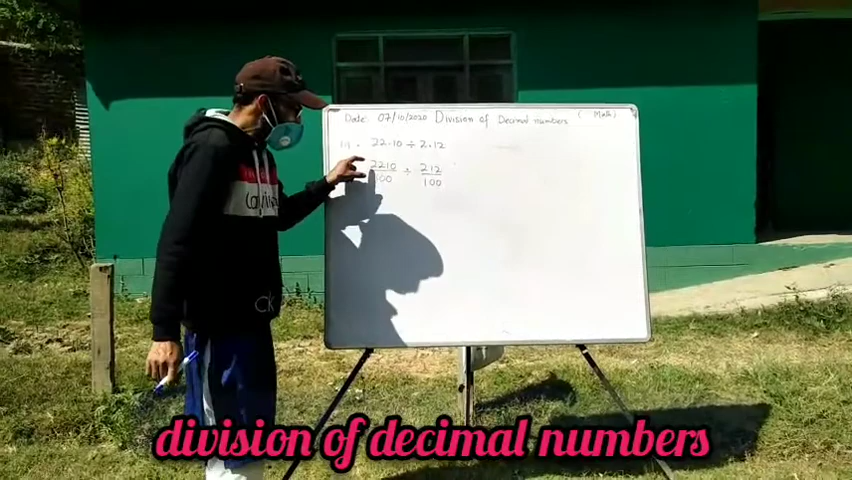 Date: 07/10/2020 Division of Decimal numbers ( Math )
22.10 ÷ 2.12
2210/100 ÷ 212/100
division of decimal numbers